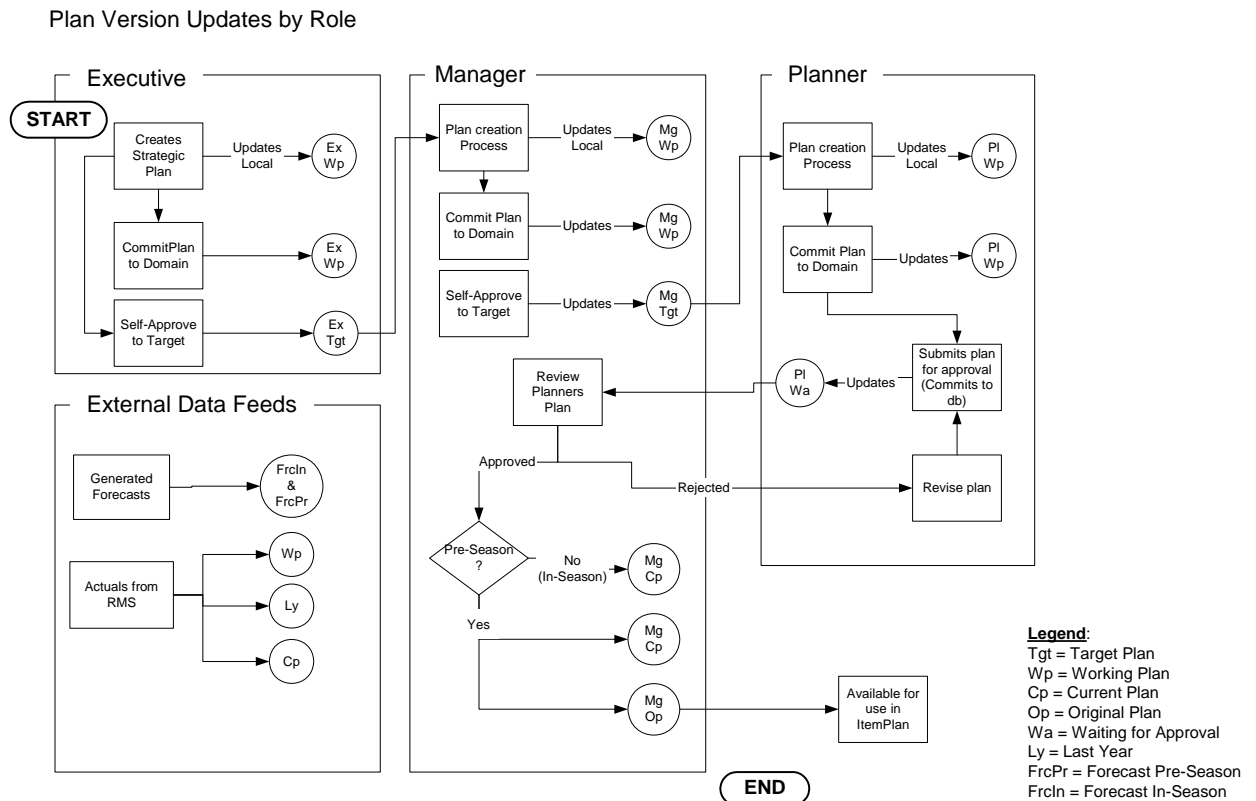 Plan Version Updates by Role
Executive
START
Creates
Strategic
Plan
Updates
Local
Ex
Wp
CommitPlan
to Domain
Ex
Wp
Self-Approve
to Target
Ex
Tgt
Manager
Plan creation
Process
Updates
Local
Mg
Wp
Commit Plan
to Domain
Updates
Mg
Wp
Self-Approve
to Target
Updates
Mg
Tgt
Review
Planners
Plan
Approved
Rejected
Pre-Season
?
No
(In-Season)
Mg
Cp
Yes
Mg
Cp
Mg
Op
Planner
Plan creation
Process
Updates
Local
Pl
Wp
Commit Plan
to Domain
Updates
Pl
Wp
Submits plan
for approval
(Commits to
db)
Updates
Pl
Wa
Revise plan
Available for
use in
ItemPlan
External Data Feeds
Generated
Forecasts
FrcIn
&
FrcPr
Actuals from
RMS
Wp
Ly
Cp
END
Legend:
Tgt = Target Plan
Wp = Working Plan
Cp = Current Plan
Op = Original Plan
Wa = Waiting for Approval
Ly = Last Year
FrcPr = Forecast Pre-Season
FrcIn = Forecast In-Season